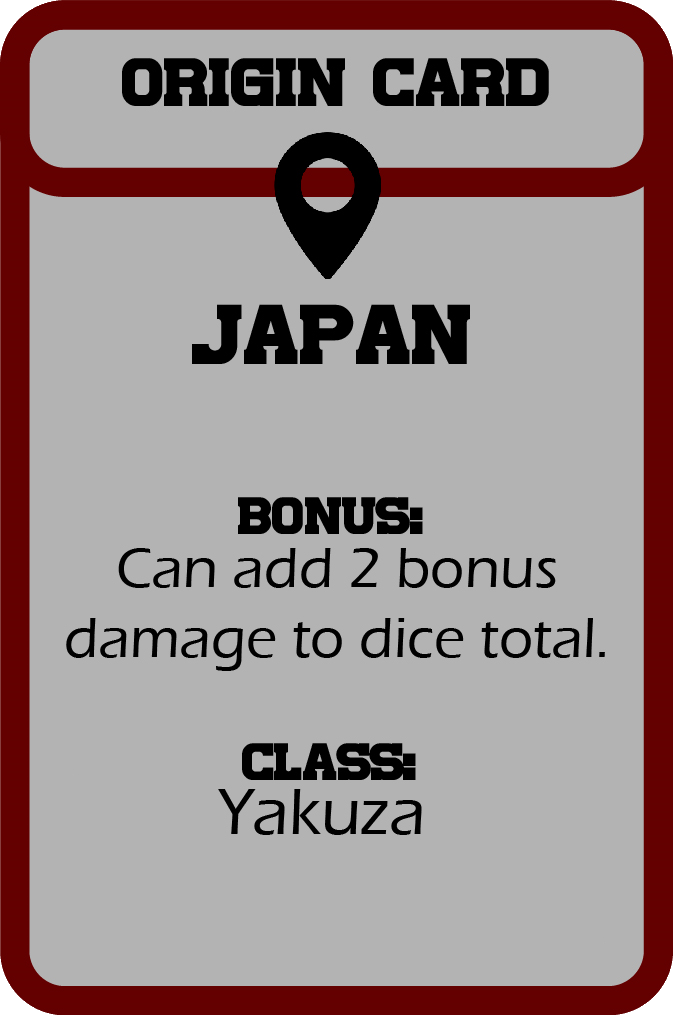 ORIGIN CARD
JAPAN
BONUS:
Can add 2 bonus
damage to dice total.
CLASS:
Yakuza